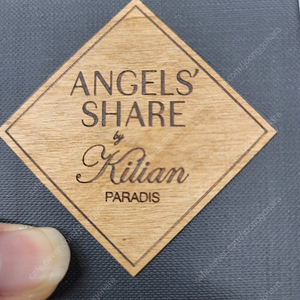 ANGELS'
SHARE
by
Kilian
PARADIS